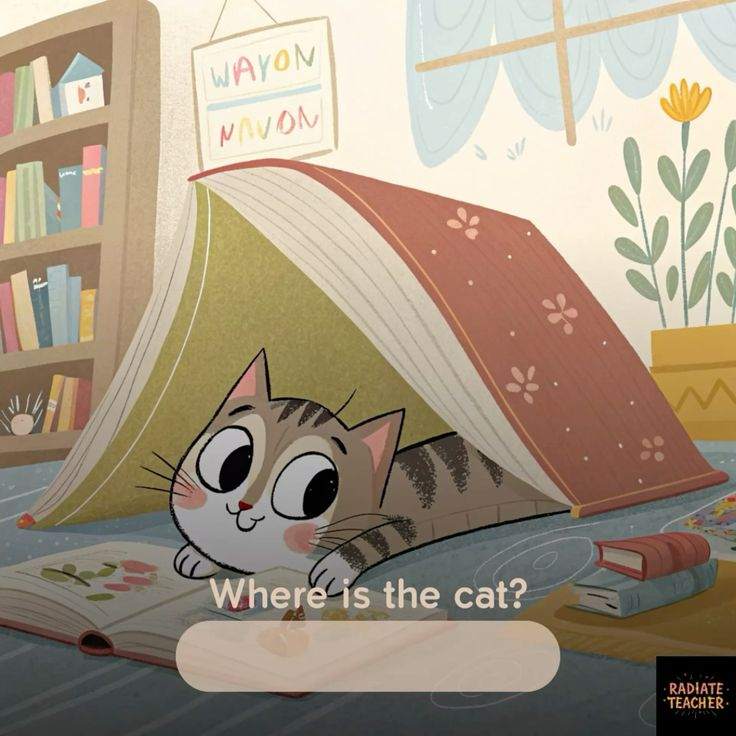 WAYON
NAVON
Where is the cat?
RADIATE
TEACHER